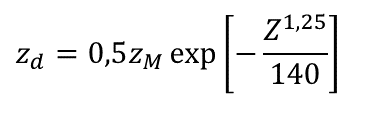 z_d = 0,5z_M exp[−Z^{1,25}/140]